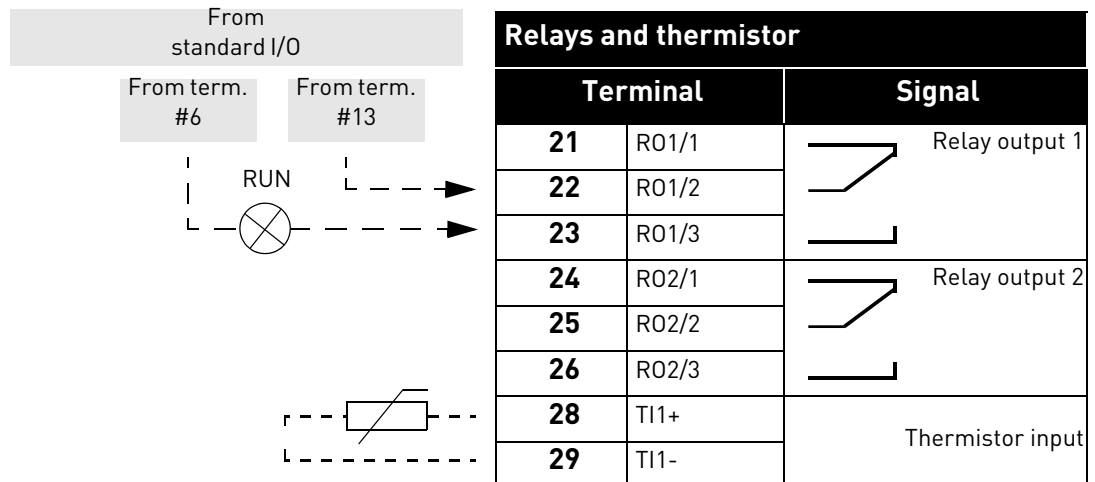 From
standard I/O
From term.
#6
From term.
#13
RUN
Relays and thermistor
Terminal Signal
21 RO1/1 Relay output 1
22 RO1/2
23 RO1/3
24 RO2/1 Relay output 2
25 RO2/2
26 RO2/3
28 TI1+
Thermistor input
29 TI1-